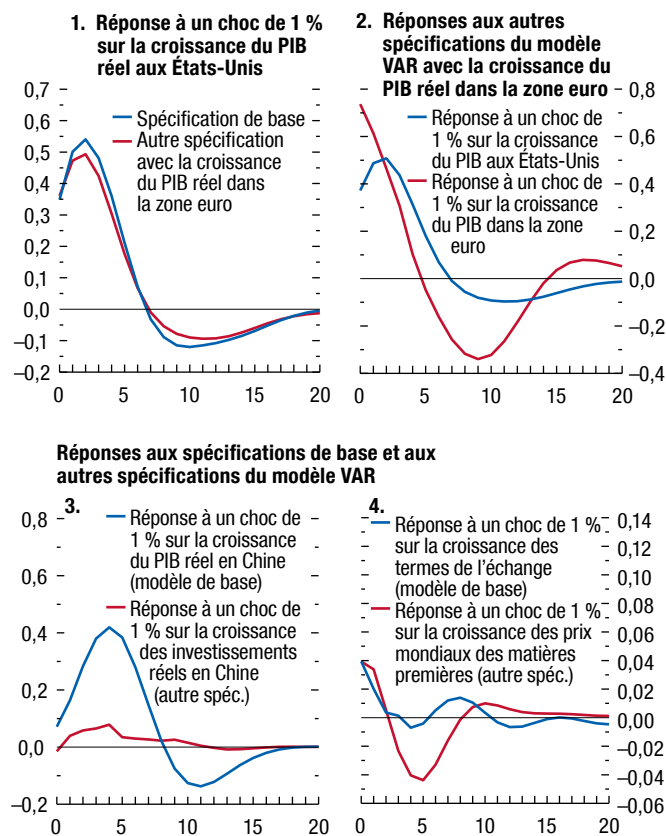 1. Réponse à un choc de 1 %
sur la croissance du PIB
réel aux États-Unis
0,7
0,6
0,5
0,4
0,3
0,2
0,1
0,0
–0,1
–0,2
Spécification de base
Autre spécification
avec la croissance
du PIB réel dans
la zone euro
0
5
10
15
20
2. Réponses aux autres
spécifications du modèle
VAR avec la croissance du
PIB réel dans la zone euro
0,8
0,6
0,4
0,2
0,0
–0,2
–0,4
Réponse à un choc de
1 % sur la croissance
du PIB aux États-Unis
Réponse à un choc de
1 % sur la croissance
du PIB dans la zone
euro
0
5
10
15
20
Réponses aux spécifications de base et aux
autres spécifications du modèle VAR
3.
0,8
0,6
0,4
0,2
0,0
–0,2
Réponse à un choc de
1 % sur la croissance
du PIB réel en Chine
(modèle de base)
Réponse à un choc de
1 % sur la croissance
des investissements
réels en Chine
(autre spéc.)
0
5
10
15
20
4.
0,14
0,12
0,10
0,08
0,06
0,04
0,02
0,00
–0,02
–0,04
–0,06
Réponse à un choc de 1 %
sur la croissance des
termes de l’échange
(modèle de base)
Réponse à un choc de 1 %
sur la croissance des prix
mondiaux des matières
premières (autre spéc.)
0
5
10
15
20